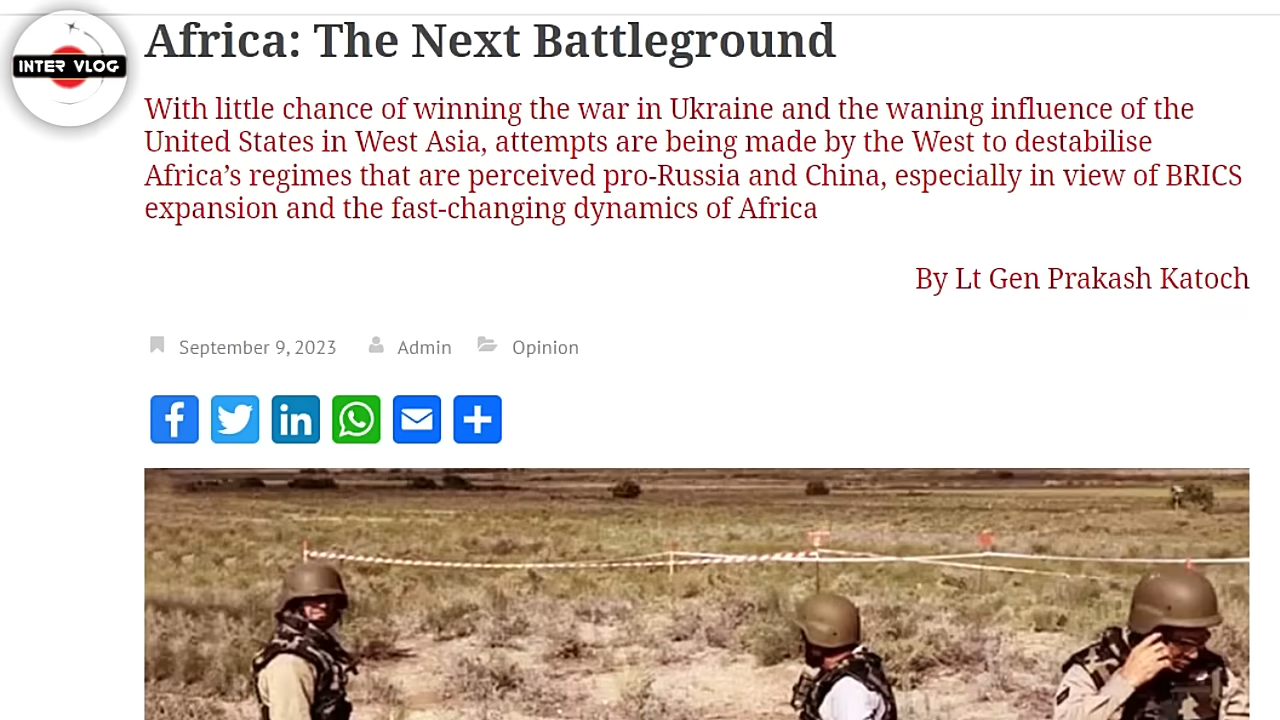 Africa: The Next Battleground
INTER VLOG
With little chance of winning the war in Ukraine and the waning influence of the
United States in West Asia, attempts are being made by the West to destabilise
Africa’s regimes that are perceived pro-Russia and China, especially in view of BRICS
expansion and the fast-changing dynamics of Africa
By Lt Gen Prakash Katoch
September 9, 2023 Admin Opinion